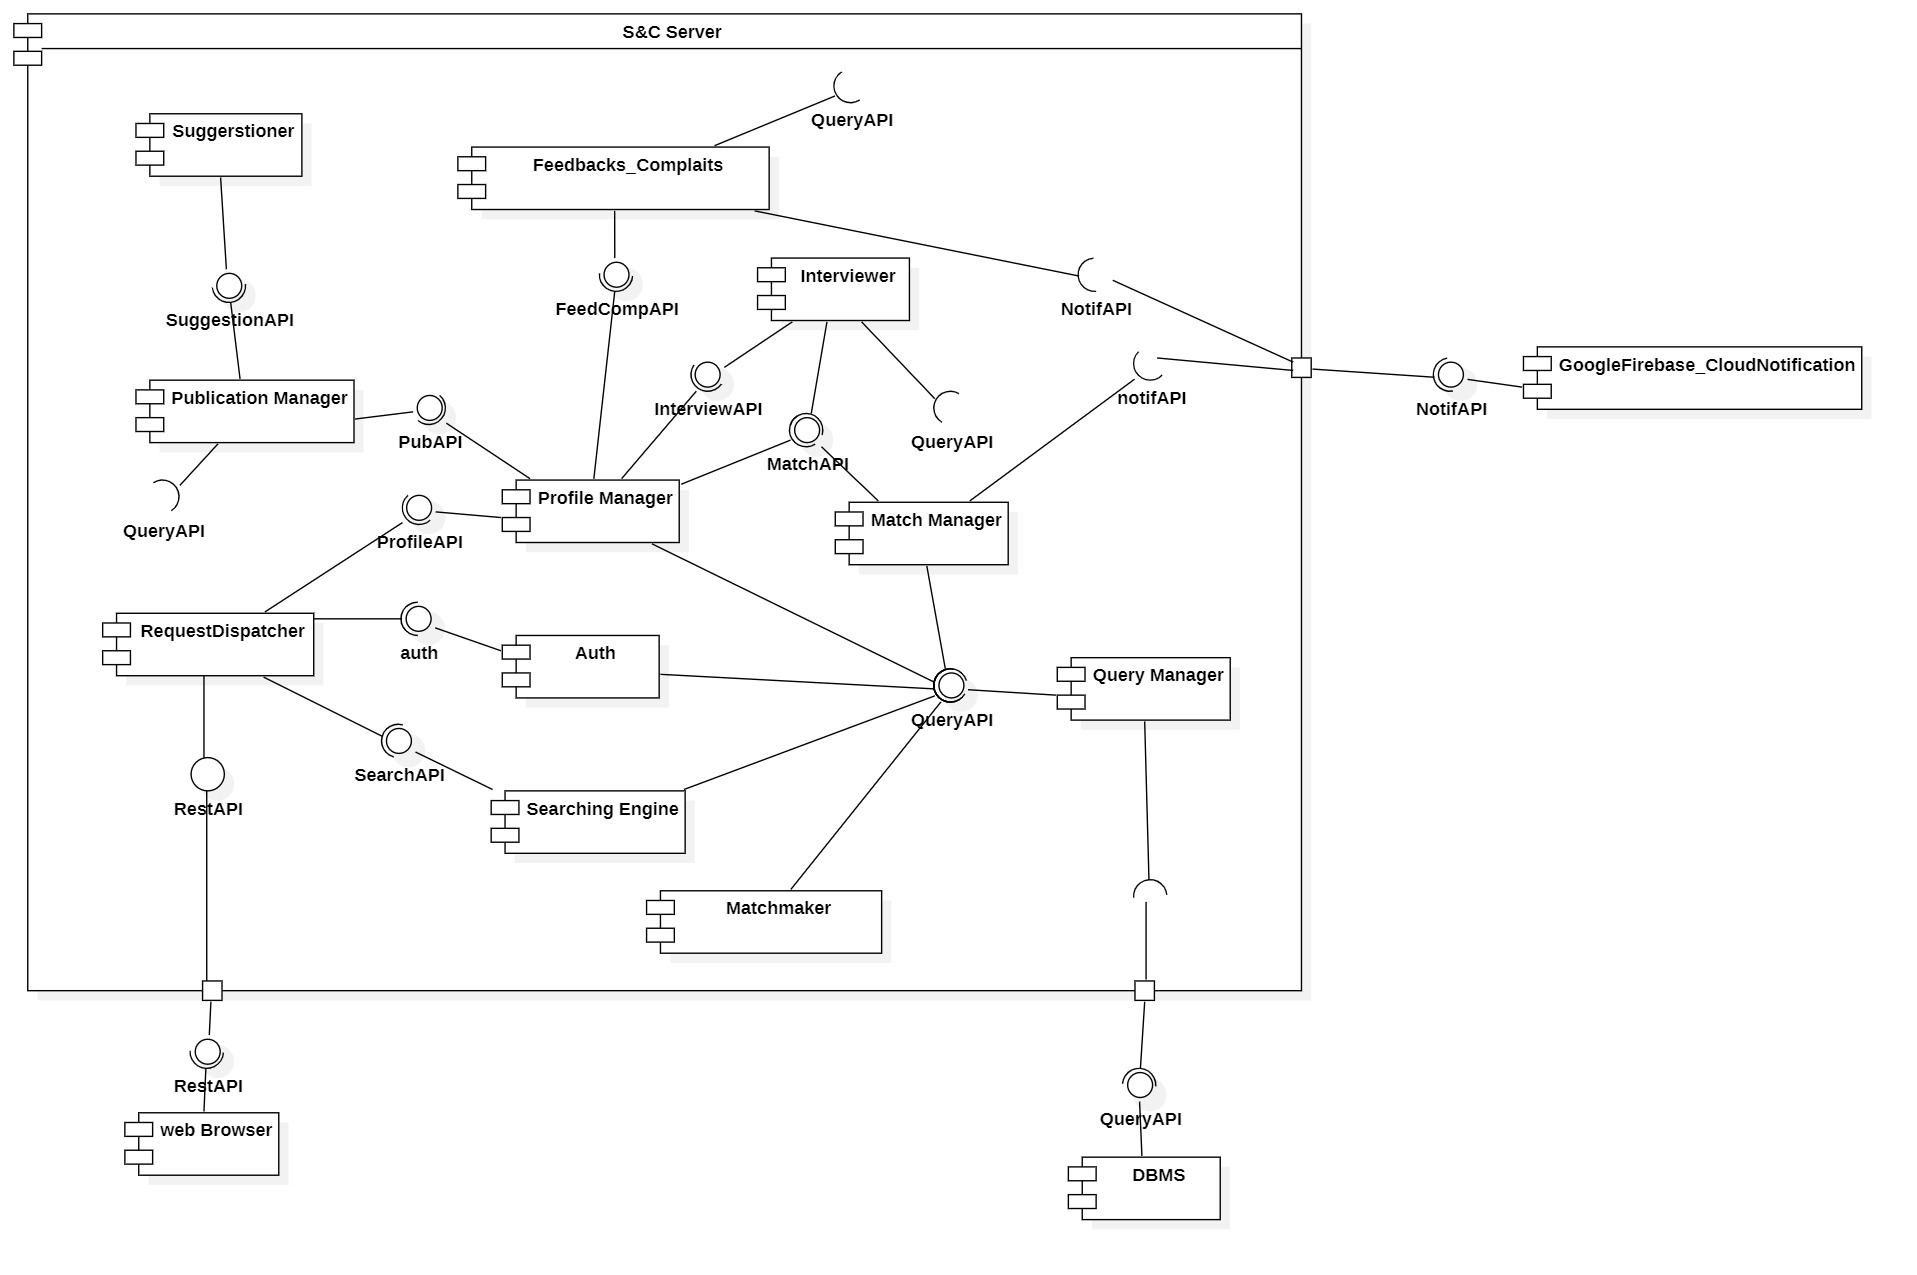 S&C Server
QueryAPI
Suggerstioner
Feedbacks_Complaits
Interviewer
FeedCompAPI
NotifAPI
SuggestionAPI
GoogleFirebase_CloudNotification
Publication Manager
notifAPI
InterviewAPI
NotifAPI
PubAPI
QueryAPI
MatchAPI
Profile Manager
Match Manager
QueryAPI
ProfileAPI
RequestDispatcher
auth
Auth
Query Manager
QueryAPI
SearchAPI
RestAPI
Searching Engine
Matchmaker
RestAPI
QueryAPI
web Browser
DBMS